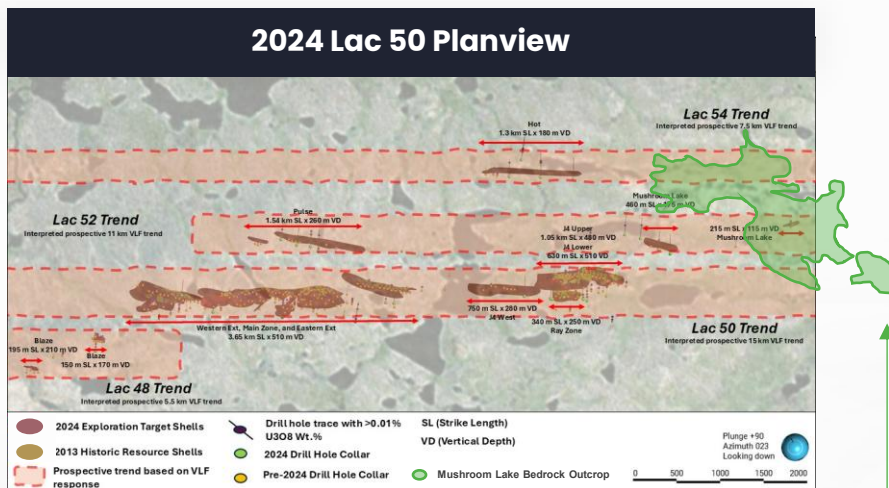 2024 Lac 50 Planview
Lac 54 Trend
Interpreted prospective 7.5 km VLF trend
Hot
1.3 km SL x 180 m VD
Mushroom Lake
Lac 52 Trend
Interpreted prospective 11 km VLF trend
Pulse
1.54 km SL x 260 m VD
J4 Upper
1.05 km SL x 480 m VD
J4 Lower
630 m SL x 510 VD
215 m SL x 115 m VD
Mushroom Lake
750 m SL x 280 m VD
J4 West
340 m SL x 250 m VD
Ray Zone
Western Ext, Main Zone, and Eastern Ext
3.65 km SL x 510 m VD
Lac 50 Trend
Interpreted prospective 15 km VLF trend
Blaze
195 m SL x 210 m VD
Blaze
150 m SL x 170 m VD
Lac 48 Trend
Interpreted prospective 5.5 km VLF trend
2024 Exploration Target Shells
2013 Historic Resource Shells
Prospective trend based on VLF
response
Drill hole trace with >0.01%
U3O8 Wt.%
2024 Drill Hole Collar
Pre-2024 Drill Hole Collar
SL (Strike Length)
VD (Vertical Depth)
Mushroom Lake Bedrock Outcrop
Plunge +90
Azimuth 023
Looking down
0 500 1000 1500 2000